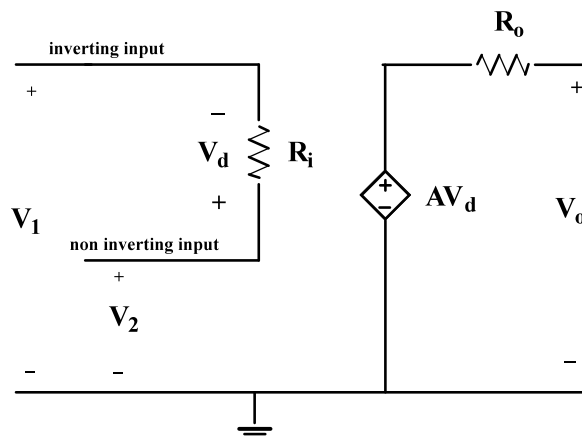 inverting input
R_o
+
−
+
V_d
R_i
+
V_1
+
−
AV_d
V_o
non inverting input
+
V_2
−
−
−